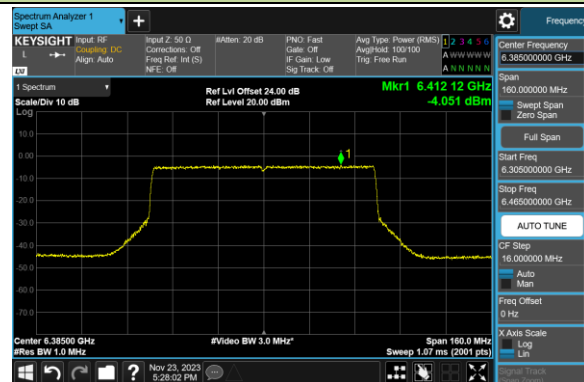 Spectrum Analyzer 1
Swept SA
Frequency
KEYSIGHT
Input: RF
Coupling: DC
Align: Auto
Input Z: 50 Ω
Corrections: Off
Freq Ref: Int (S)
NFE: Off
#Atten: 20 dB
PNO: Fast
Gate: Off
IF Gain: Low
Sig Track: Off
Avg Type: Power (RMS)
Avg|Hold: 100/100
Trig: Free Run
1 2 3 4 5 6
A W W W W W
A N N N N N
L
LXI
1 Spectrum
Scale/Div 10 dB
Log
Ref Lvl Offset 24.00 dB
Ref Level 20.00 dBm
Mkr1 6.412 12 GHz
-4.051 dBm
1
10.0
0.00
-10.0
-20.0
-30.0
-40.0
-50.0
-60.0
-70.0
Center 6.38500 GHz
#Res BW 1.0 MHz
#Video BW 3.0 MHz*
Span 160.0 MHz
Sweep 1.07 ms (2001 pts)
Center Frequency
6.385000000 GHz
Span
160.000000 MHz
Swept Span
Zero Span
Full Span
Start Freq
6.305000000 GHz
Stop Freq
6.465000000 GHz
AUTO TUNE
CF Step
16.000000 MHz
Auto
Man
Freq Offset
0 Hz
X Axis Scale
Log
Lin
Signal Track
Nov 23, 2023
5:28:02 PM